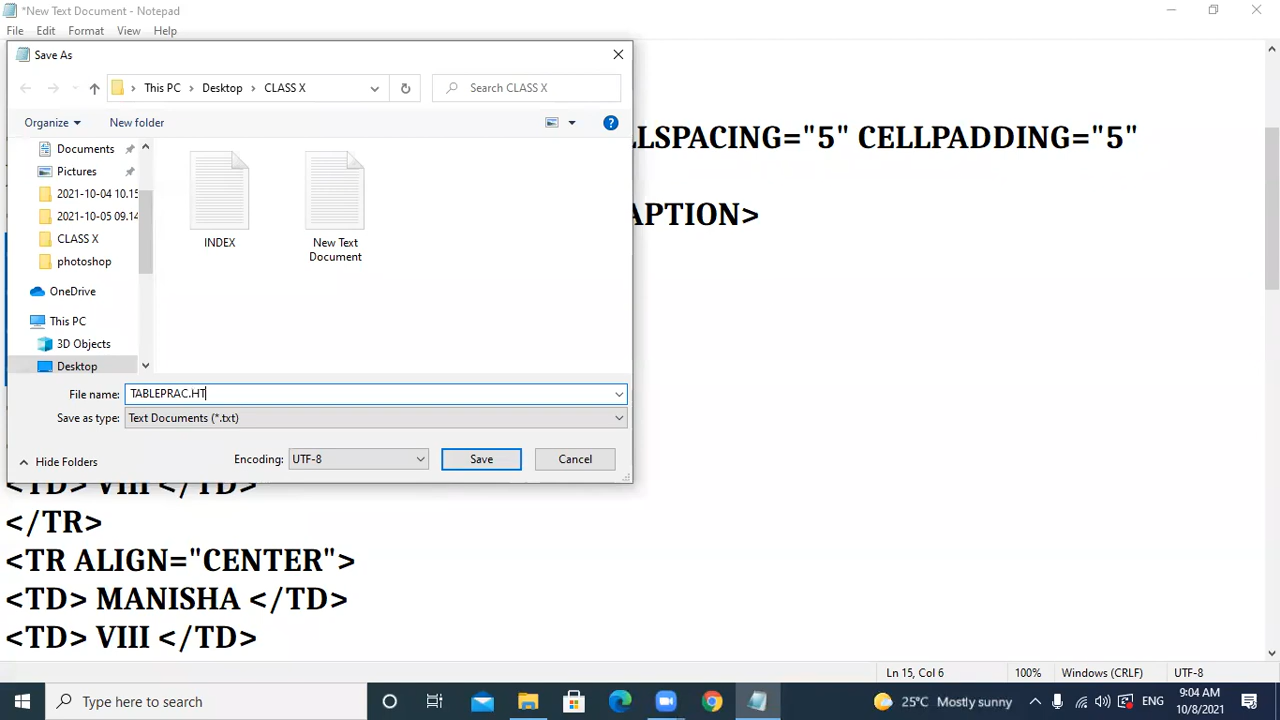 *New Text Document - Notepad
File Edit Format View Help
Save As
This PC Desktop CLASS X
Search CLASS X
Organize New folder
Documents
Pictures
2021-10-04 10.15
2021-10-05 09.14
CLASS X
photoshop
OneDrive
This PC
3D Objects
Desktop
INDEX
New Text
Document
File name: TABLEPRAC.HT
Save as type: Text Documents (*.txt)
Hide Folders
Encoding: UTF-8
Save
Cancel
LLSPACING="5" CELLPADDING="5"
APTION>
<TD> VIII </TD>
</TR>
<TR ALIGN="CENTER">
<TD> MANISHA </TD>
<TD> VIII </TD>
Ln 15, Col 6 100% Windows (CRLF) UTF-8
Type here to search
25°C Mostly sunny
ENG
9:04 AM
10/8/2021